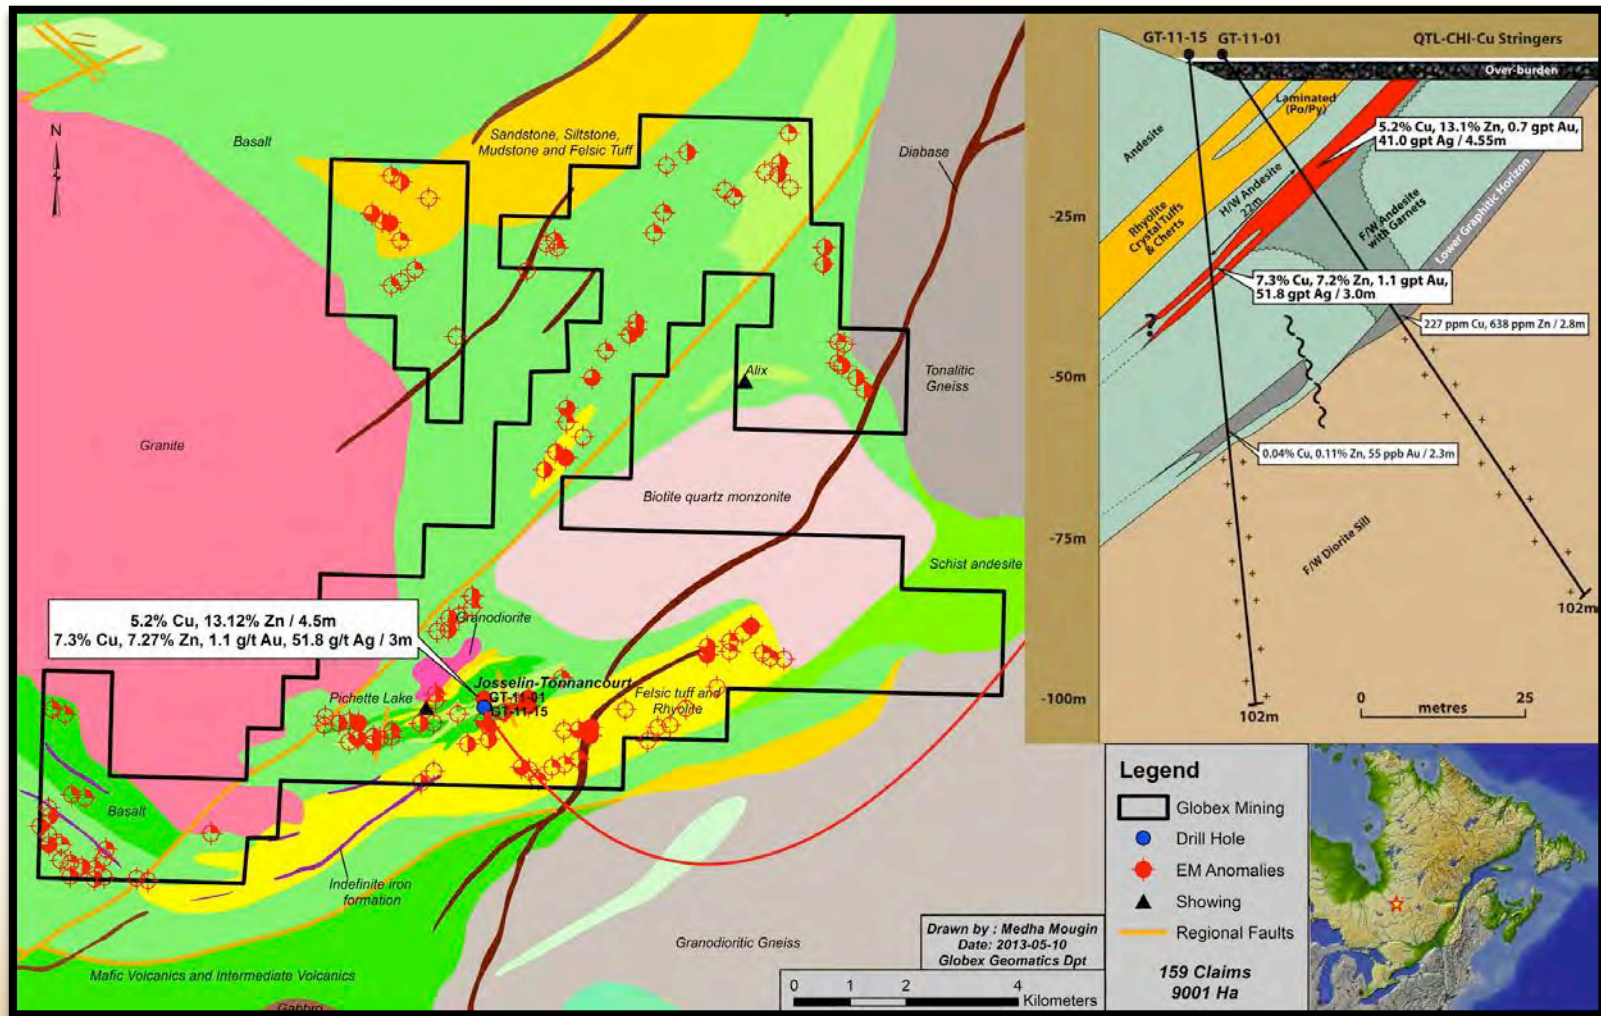 N
Basalt
Sandstone, Siltstone,
Mudstone and Felsic Tuff
Diabase
Alix
Tonalitic
Gneiss
Granite
Biotite quartz monzonite
Schist andesite
5.2% Cu, 13.12% Zn / 4.5m
7.3% Cu, 7.27% Zn, 1.1 g/t Au, 51.8 g/t Ag / 3m
Granodiorite
Josselin-Tonnancourt
GT-11-01
GT-11-15
Pichette Lake
Felsic tuff and
Rhyolite
Basalt
Indefinite iron
formation
Granodioritic Gneiss
Mafic Volcanics and Intermediate Volcanics
Gabbro
Drawn by : Medha Mougin
Date: 2013-05-10
Globex Geomatics Dpt
0 1 2 4
Kilometers
GT-11-15 GT-11-01
QTL-CHI-Cu Stringers
Over-burden
Laminated
(Po/Py)
Andesite
5.2% Cu, 13.1% Zn, 0.7 gpt Au,
41.0 gpt Ag / 4.55m
H/W Andesite
22m
Rhyolite
Crystal Tuffs
& Cherts
F/W Andesite
with Garnets
Lower Graphitic Horizon
-25m
7.3% Cu, 7.2% Zn, 1.1 gpt Au,
51.8 gpt Ag / 3.0m
?
227 ppm Cu, 638 ppm Zn / 2.8m
-50m
0.04% Cu, 0.11% Zn, 55 ppb Au / 2.3m
-75m
F/W Diorite Sill
102m
-100m
102m
0 25
metres
Legend
Globex Mining
Drill Hole
EM Anomalies
Showing
Regional Faults
159 Claims
9001 Ha